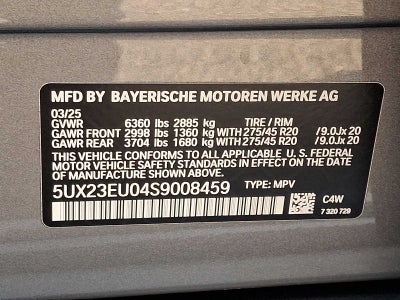 MFD BY BAYERISCHE MOTOREN WERKE AG
03/25
GVWR 6360 lbs 2885 kg TIRE / RIM
GAWR FRONT 2998 lbs 1360 kg WITH 275/45 R20 /9.0Jx 20
GAWR REAR 3704 lbs 1680 kg WITH 275/45 R20 /9.0Jx 20
THIS VEHICLE CONFORMS TO ALL APPLICABLE U. S. FEDERAL
MOTOR VEHICLE SAFETY STANDARDS IN EFFECT ON THE DATE OF
MANUFACTURE SHOWN ABOVE.
5UX23EU04S9008459 TYPE: MPV
C4W
7 320 729